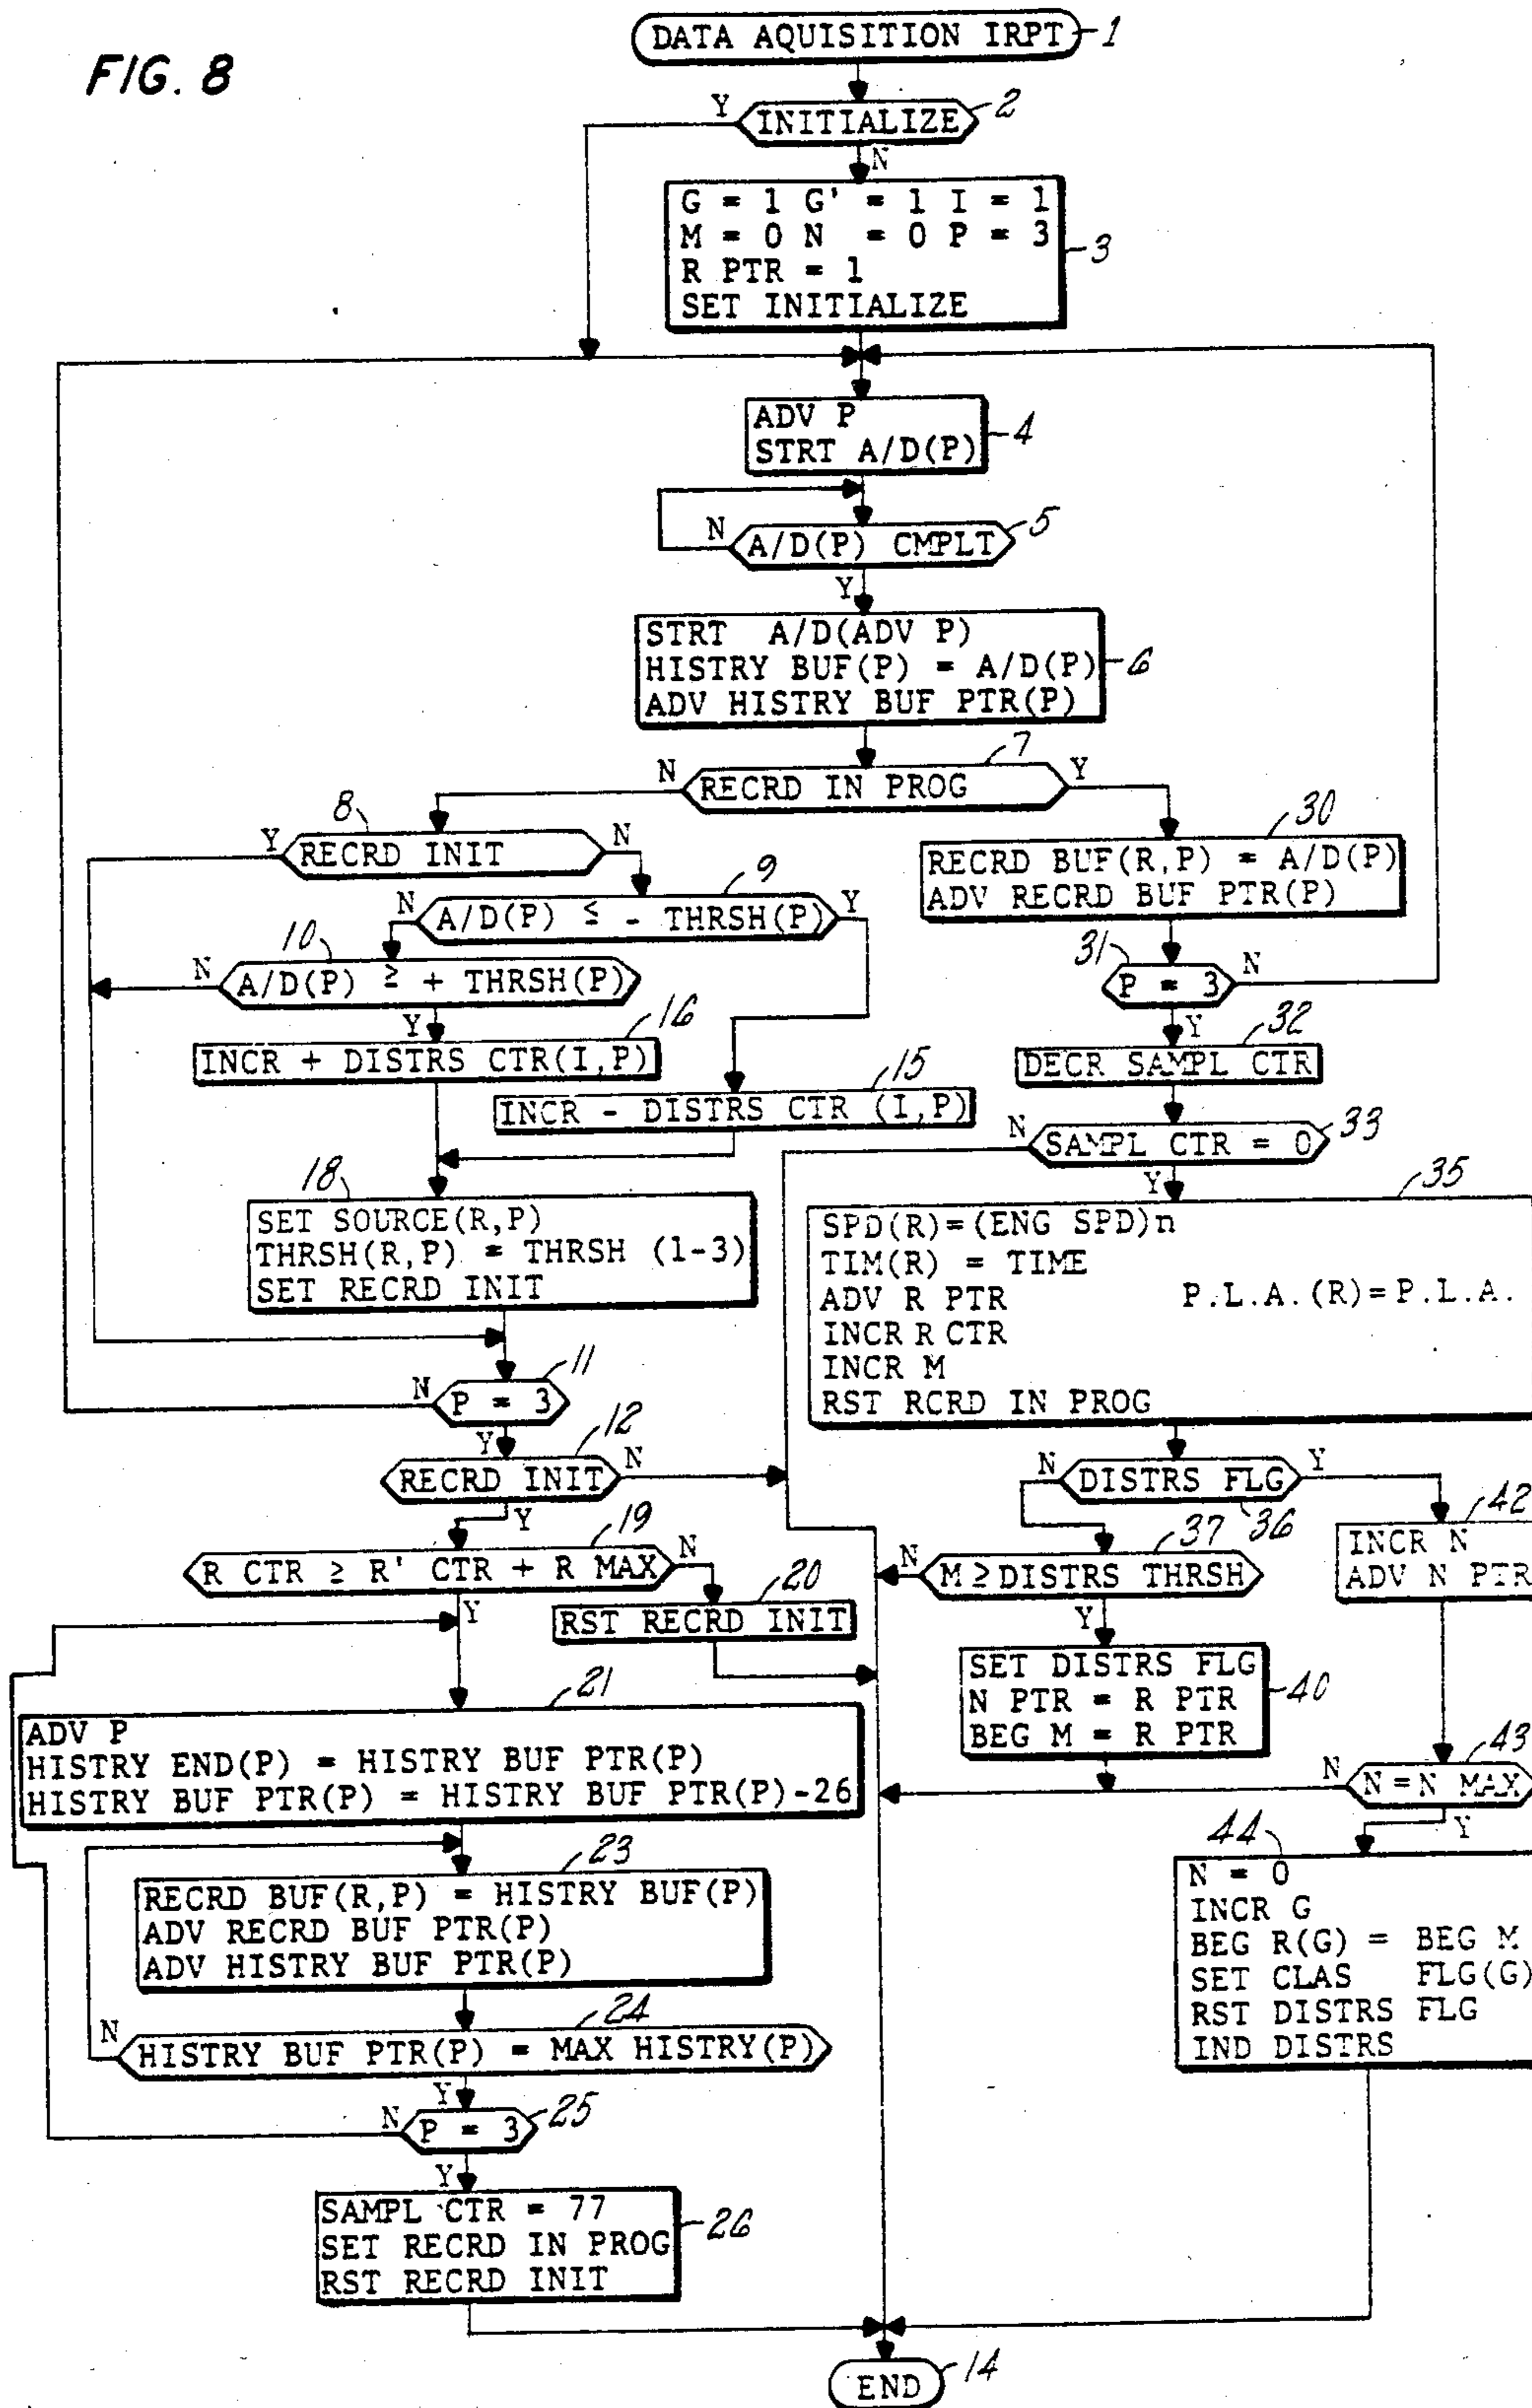 FIG. 8
DATA AQUISITION IRPT
1
INITIALIZE
2
Y
N
G = 1 G' = 1 I = 1
M = 0 N = 0 P = 3
R PTR = 1
SET INITIALIZE
3
ADV P
STRT A/D(P)
4
A/D(P) CMPLT
5
N
Y
STRT A/D(ADV P)
HISTRY BUF(P) = A/D(P)
ADV HISTRY BUF PTR(P)
6
RECRD IN PROG
7
N
Y
RECRD INIT
8
Y
N
A/D(P) ≤ - THRSH(P)
9
N
Y
A/D(P) ≥ + THRSH(P)
10
N
Y
INCR + DISTRS CTR(I,P)
16
INCR - DISTRS CTR (I,P)
15
SET SOURCE(R,P)
THRSH(R,P) = THRSH (1-3)
SET RECRD INIT
18
P = 3
11
N
Y
RECRD INIT
12
N
Y
R CTR ≥ R' CTR + R MAX
19
N
Y
RST RECRD INIT
20
ADV P
HISTRY END(P) = HISTRY BUF PTR(P)
HISTRY BUF PTR(P) = HISTRY BUF PTR(P)-26
21
RECRD BUF(R,P) = HISTRY BUF(P)
ADV RECRD BUF PTR(P)
ADV HISTRY BUF PTR(P)
23
HISTRY BUF PTR(P) = MAX HISTRY(P)
24
N
Y
P = 3
25
N
Y
SAMPL CTR = 77
SET RECRD IN PROG
RST RECRD INIT
26
RECRD BUF(R,P) = A/D(P)
ADV RECRD BUF PTR(P)
30
P = 3
31
N
Y
DECR SAMPL CTR
32
SAMPL CTR = 0
33
N
Y
SPD(R)=(ENG SPD)n
TIM(R) = TIME
ADV R PTR P.L.A.(R)=P.L.A.
INCR R CTR
INCR M
RST RCRD IN PROG
35
DISTRS FLG
36
N
Y
M ≥ DISTRS THRSH
37
N
Y
SET DISTRS FLG
N PTR = R PTR
BEG M = R PTR
40
INCR N
ADV N PTR
42
N = N MAX
43
N
Y
N = 0
INCR G
BEG R(G) = BEG M
SET CLAS FLG(G)
RST DISTRS FLG
IND DISTRS
44
END
14